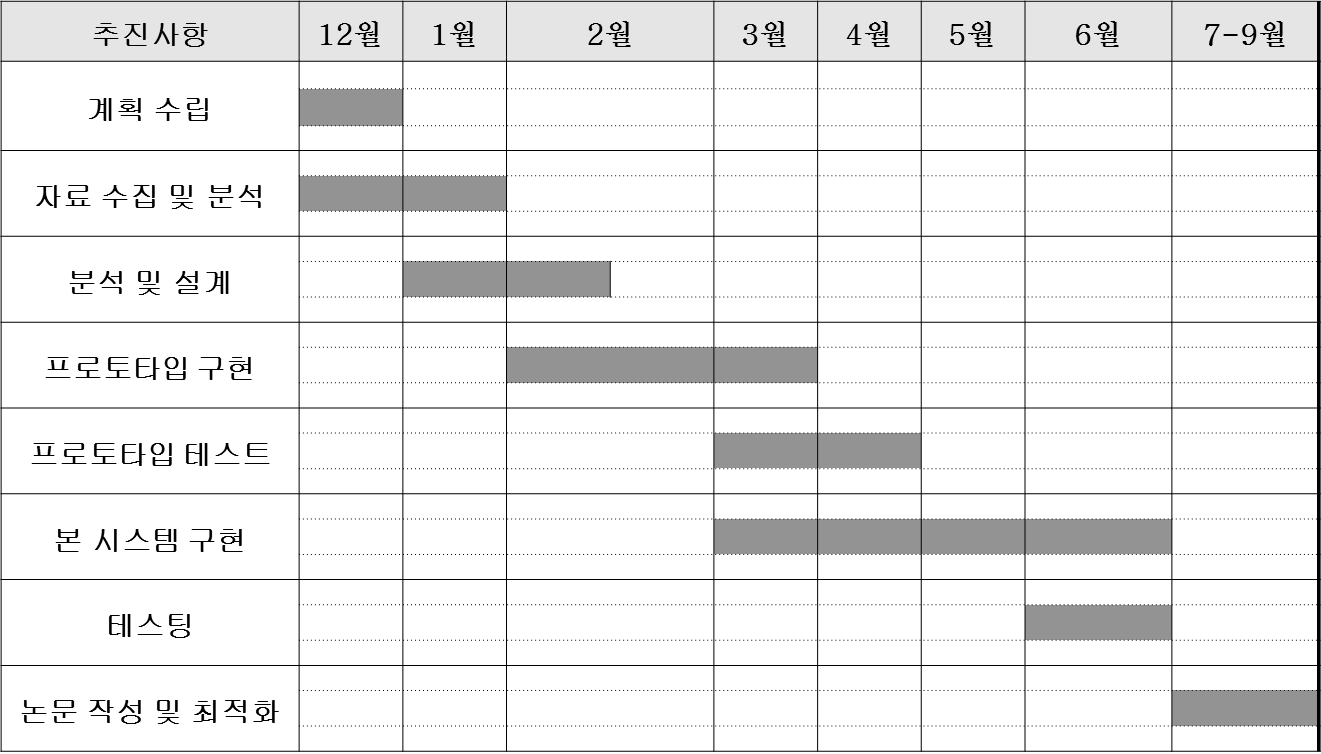 추진사항 12월 1월 2월 3월 4월 5월 6월 7-9월
계획 수립
자료 수집 및 분석
분석 및 설계
프로토타입 구현
프로토타입 테스트
본 시스템 구현
테스팅
논문 작성 및 최적화